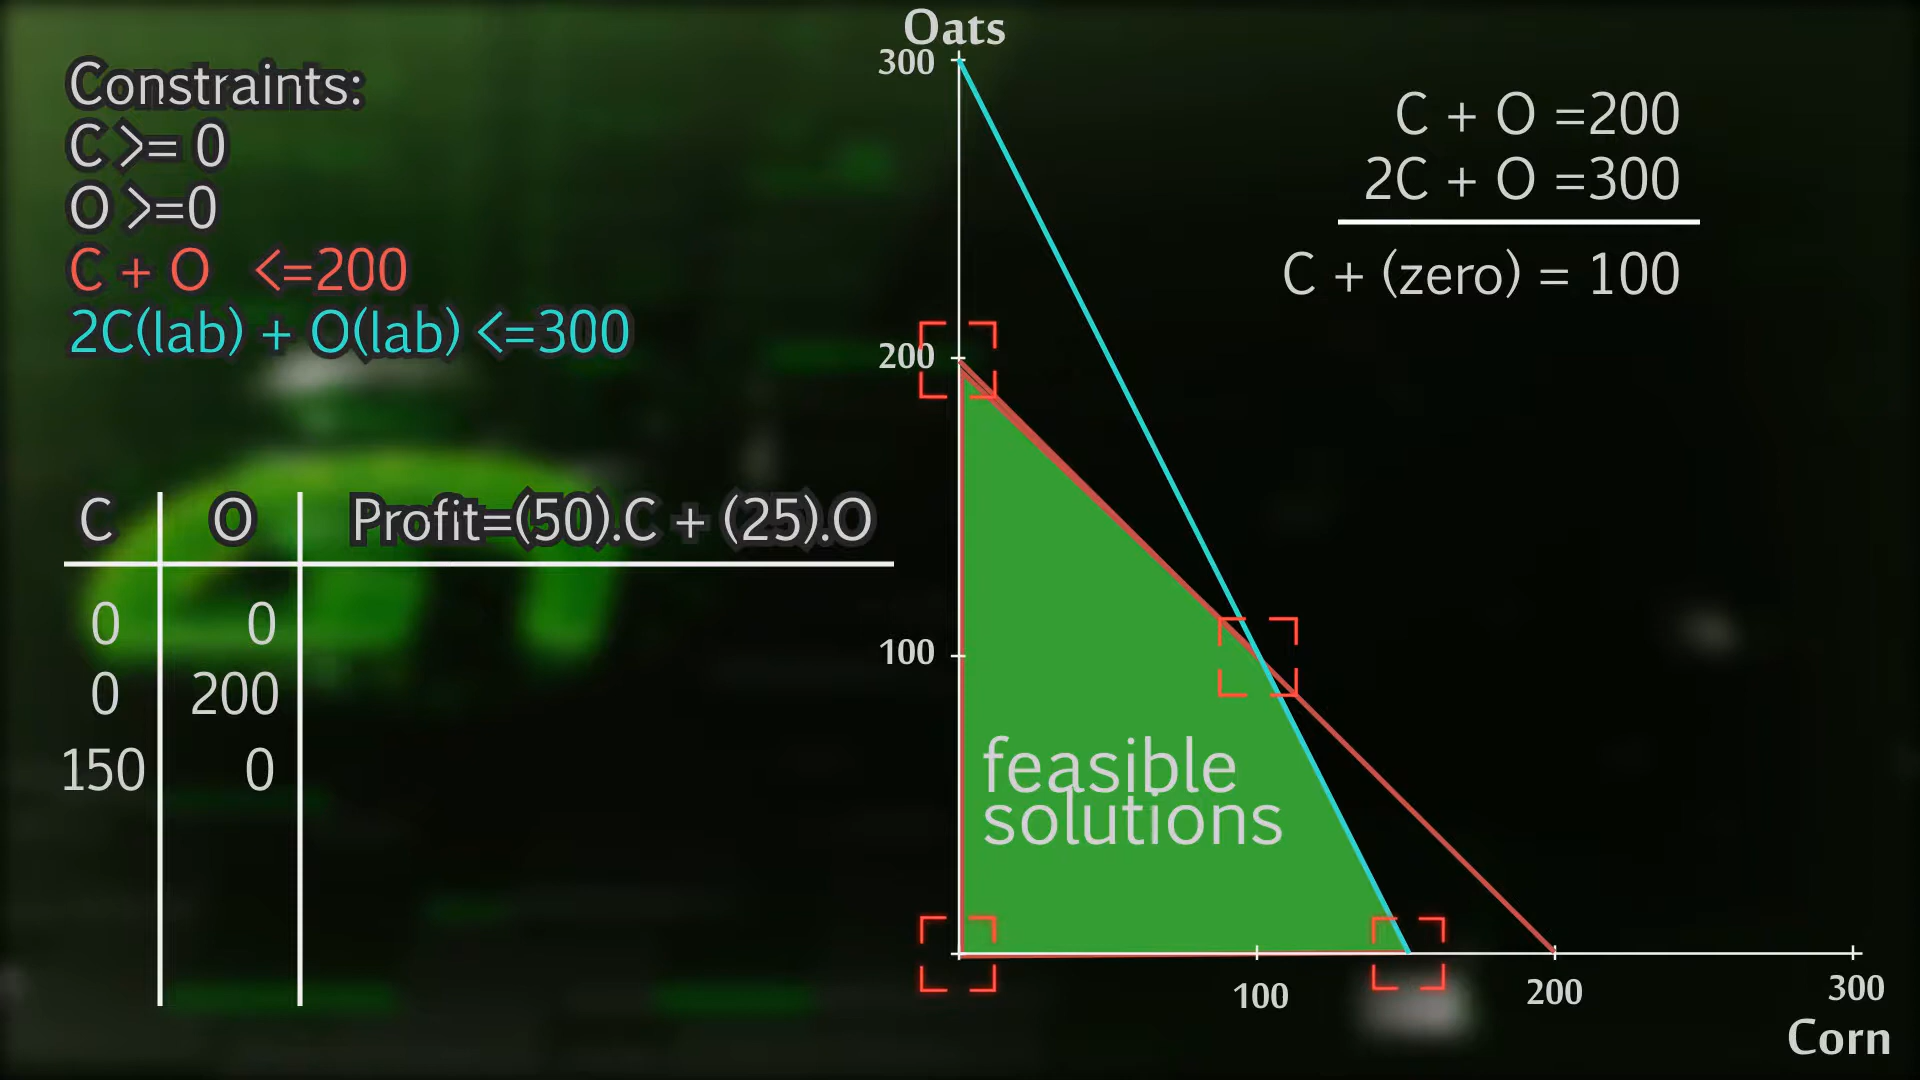 Constraints:
C >= 0
O >=0
C + O <=200
2C(lab) + O(lab) <=300
C O Profit=(50).C + (25).O
0 0
0 200
150 0
Oats
300
200
100
feasible
solutions
100 200 300
Corn
C + O =200
2C + O =300
C + (zero) = 100